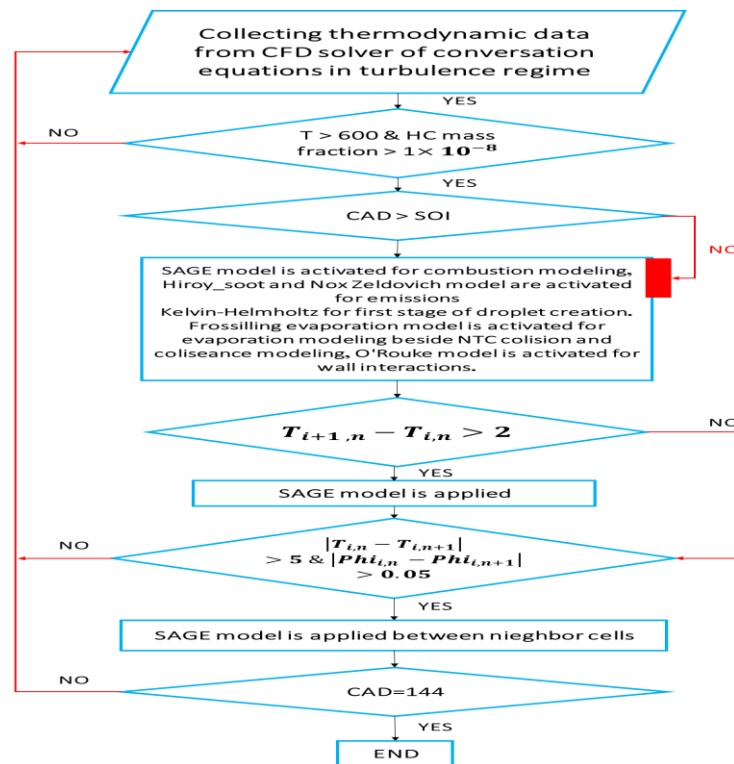 Collecting thermodynamic data
from CFD solver of conversation
equations in turbulence regime
YES
NO
T > 600 & HC mass
fraction > 1× 10⁻⁸
YES
CAD > SOI
NO
SAGE model is activated for combustion modeling,
Hiroy_soot and Nox Zeldovich model are activated
for emissions
Kelvin-Helmholtz for first stage of droplet creation.
Frossilling evaporation model is activated for
evaporation modeling beside NTC colision and
coliseance modeling, O'Rouke model is activated for
wall interactions.
NO
T_{i+1,n} − T_{i,n} > 2
YES
SAGE model is applied
NO
|T_{i,n} − T_{i,n+1}|
> 5 & |Phi_{i,n} − Phi_{i,n+1}|
> 0.05
YES
SAGE model is applied between nieghbor cells
NO
CAD=144
YES
END